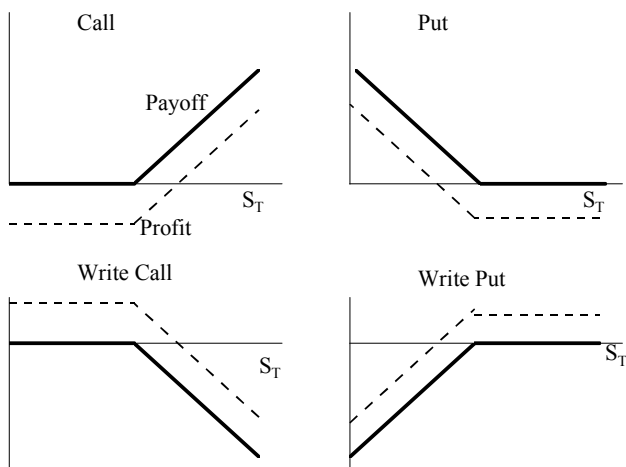 Call
Put
Payoff
S_T
S_T
Profit
Write Call
Write Put
S_T
S_T